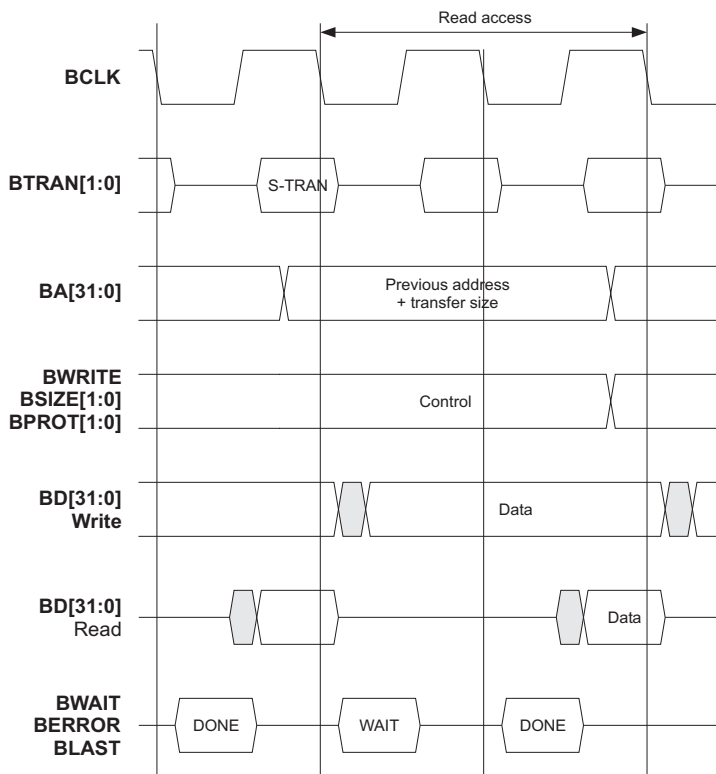 Read access
BCLK
BTRAN[1:0]
S-TRAN
BA[31:0]
Previous address
+ transfer size
BWRITE
BSIZE[1:0]
BPROT[1:0]
Control
BD[31:0]
Write
Data
BD[31:0]
Read
Data
BWAIT
BERROR
BLAST
DONE
WAIT
DONE